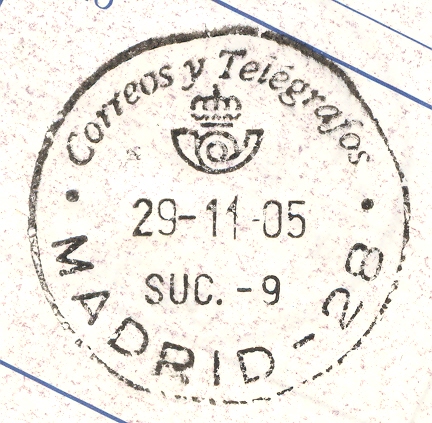 Correos y Telégrafos
29-11-05
SUC. - 9
MADRID - 28